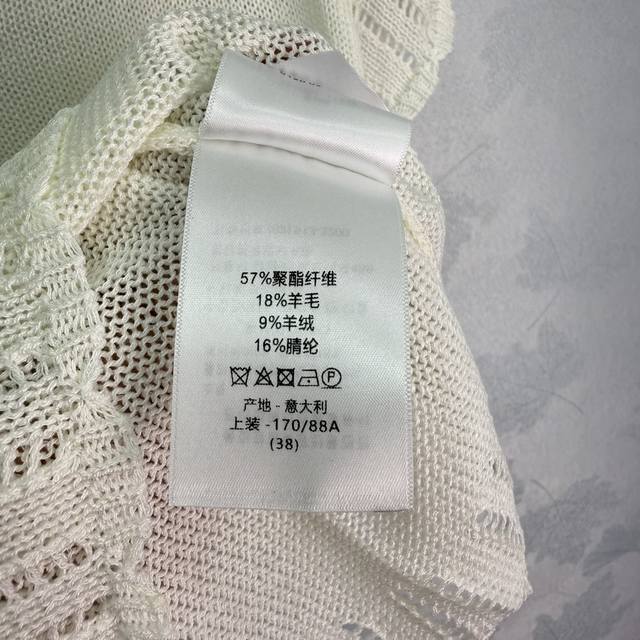 57%聚酯纤维
18%羊毛
9%羊绒
16%腈纶
P
产地 - 意大利
上装 -170/88A
(38)